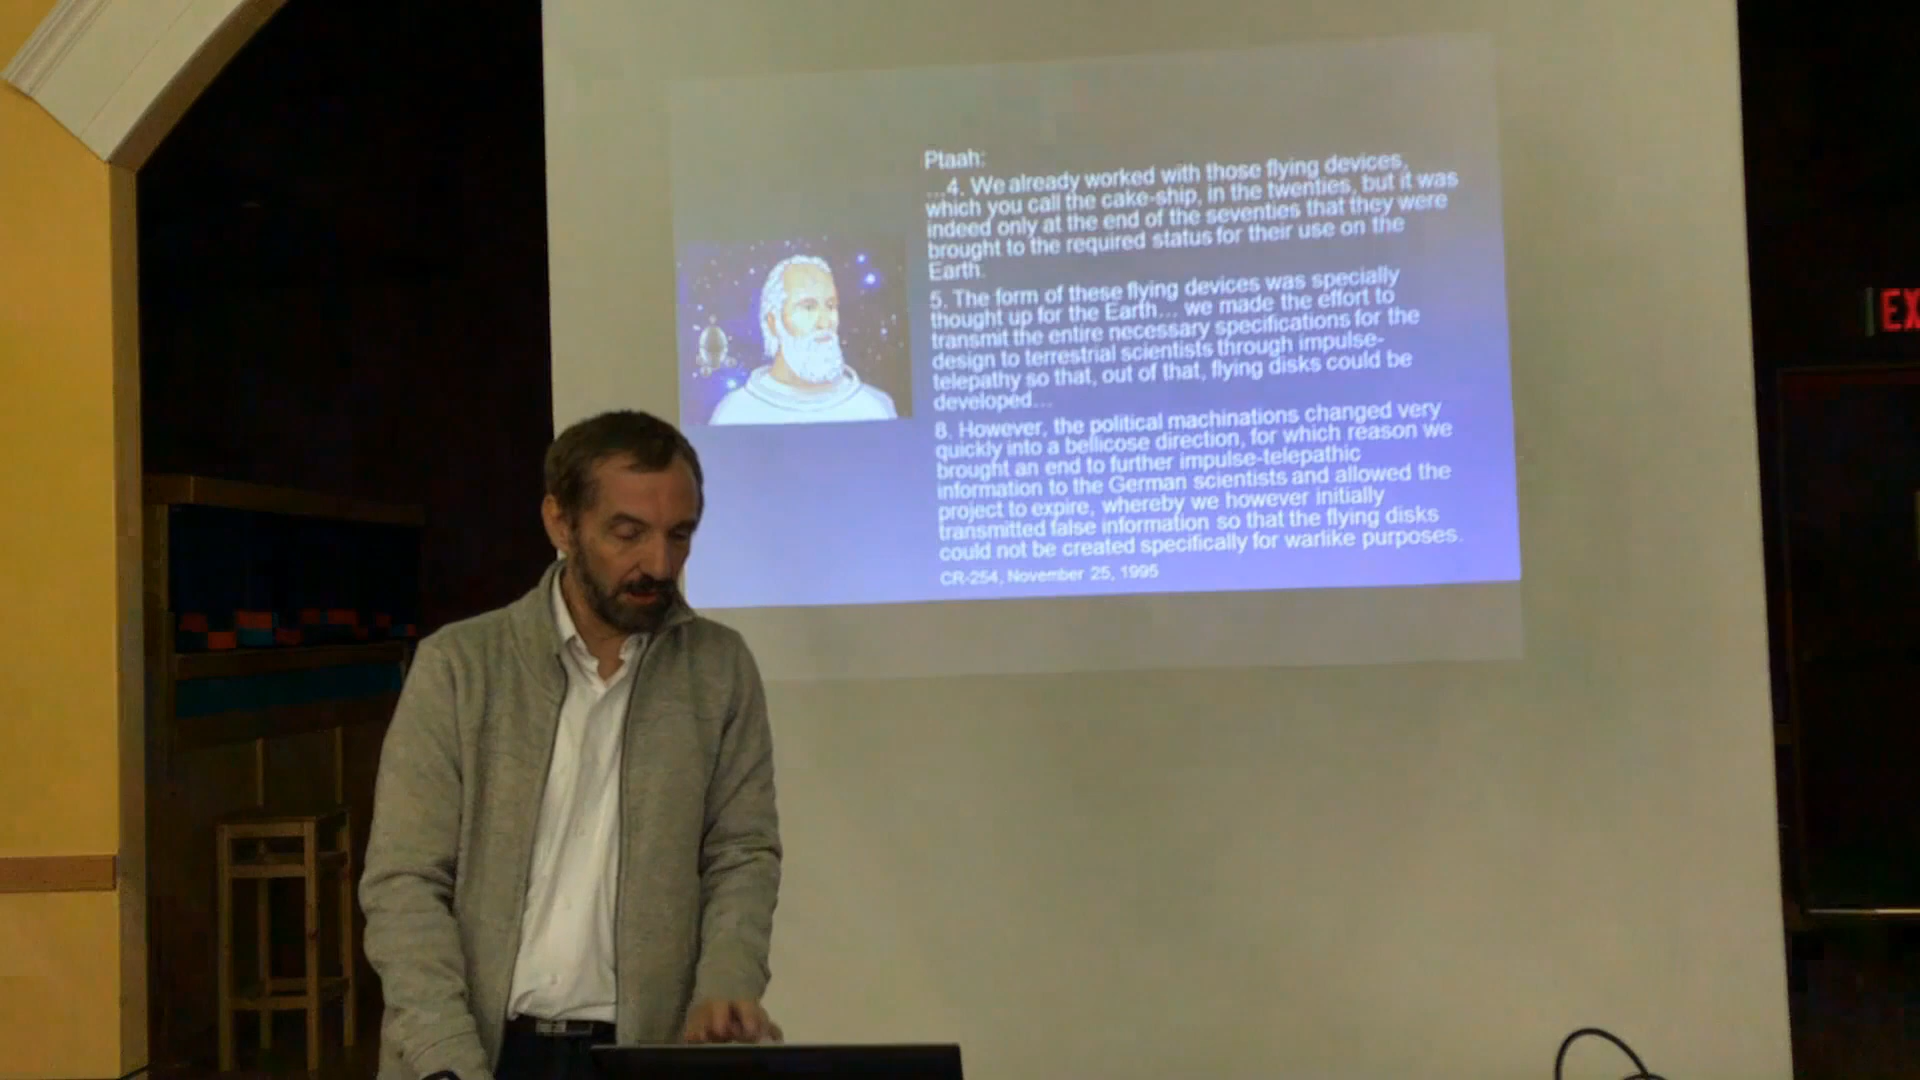 Ptaah:
...4. We already worked with those flying devices,
which you call the cake-ship, in the twenties, but it was
indeed only at the end of the seventies that they were
brought to the required status for their use on the
Earth.
5. The form of these flying devices was specially
thought up for the Earth... we made the effort to
transmit the entire necessary specifications for the
design to terrestrial scientists through impulse-
telepathy so that, out of that, flying disks could be
developed...
8. However, the political machinations changed very
quickly into a bellicose direction, for which reason we
brought an end to further impulse-telepathic
information to the German scientists and allowed the
project to expire, whereby we however initially
transmitted false information so that the flying disks
could not be created specifically for warlike purposes.
CR-254, November 25, 1995
EX